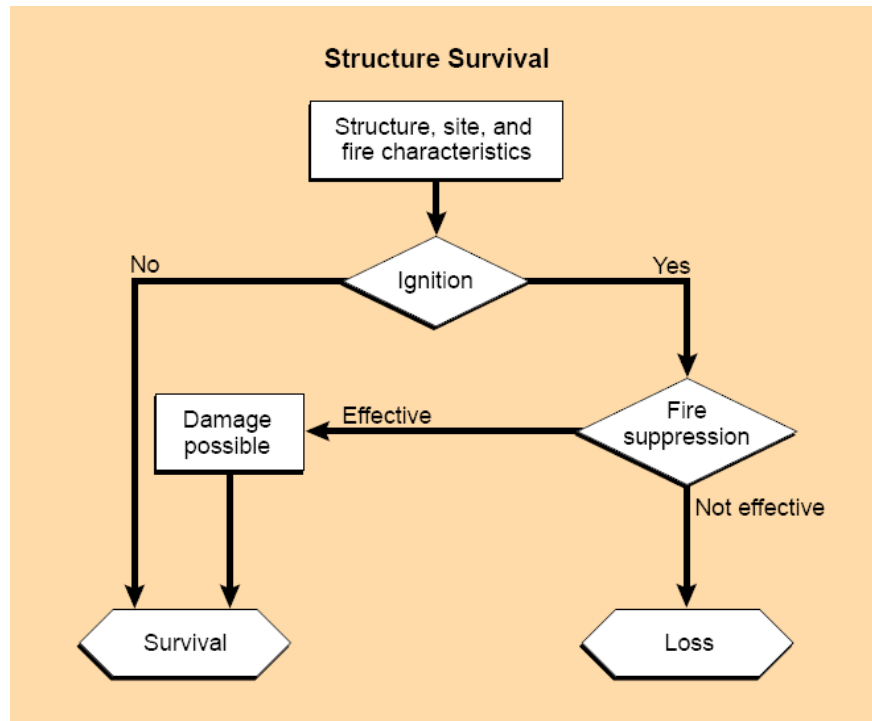 Structure Survival
Structure, site, and
fire characteristics
No
Ignition
Yes
Damage
possible
Effective
Fire
suppression
Not effective
Survival
Loss